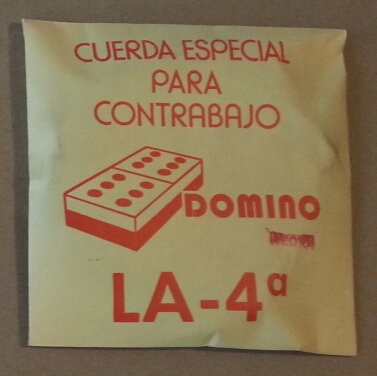 CUERDA ESPECIAL
PARA
CONTRABAJO
DOMINO
LA-4ª